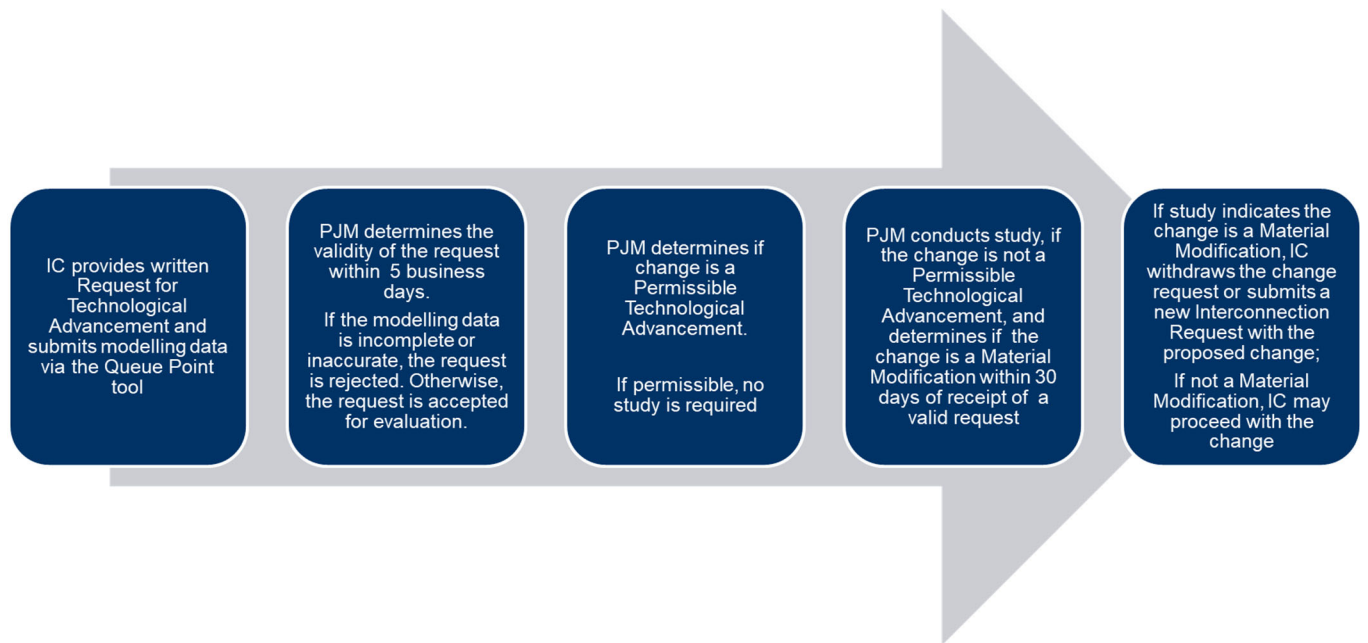 IC provides written
Request for
Technological
Advancement and
submits modelling data
via the Queue Point
tool
PJM determines the
validity of the request
within 5 business
days.
If the modelling data
is incomplete or
inaccurate, the request
is rejected. Otherwise,
the request is accepted
for evaluation.
PJM determines if
change is a
Permissible
Technological
Advancement.
If permissible, no
study is required
PJM conducts study, if
the change is not a
Permissible
Technological
Advancement, and
determines if the
change is a Material
Modification within 30
days of receipt of a
valid request
If study indicates the
change is a Material
Modification, IC
withdraws the change
request or submits a
new Interconnection
Request with the
proposed change;
If not a Material
Modification, IC may
proceed with the
change